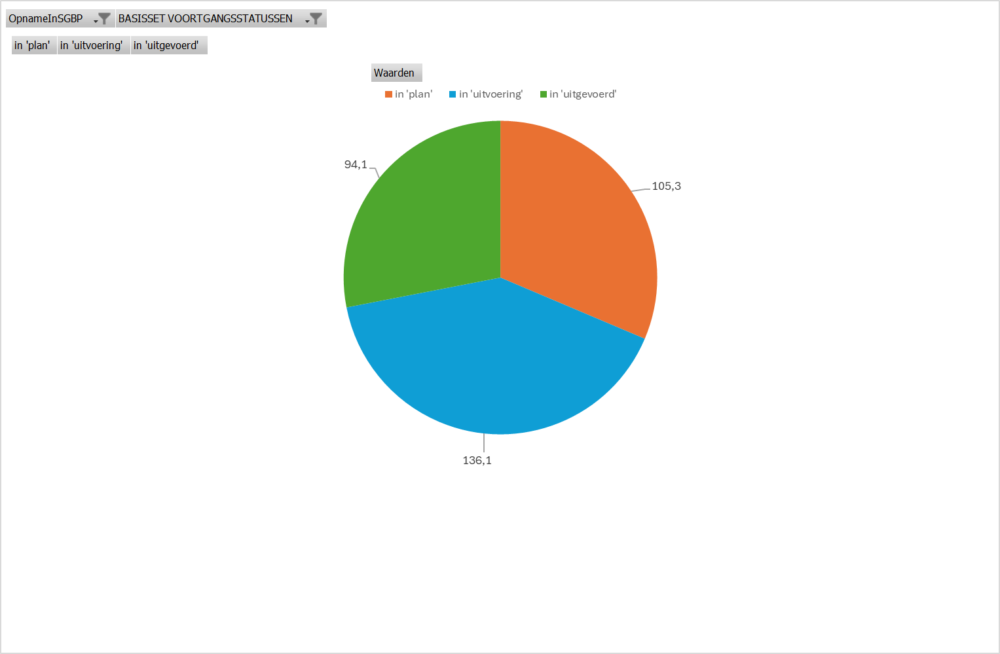 OpnameInSGBP BASISSET VOORTGANGSSTATUSSEN
in 'plan' in 'uitvoering' in 'uitgevoerd'
Waarden
in 'plan' in 'uitvoering' in 'uitgevoerd'
94,1
105,3
136,1